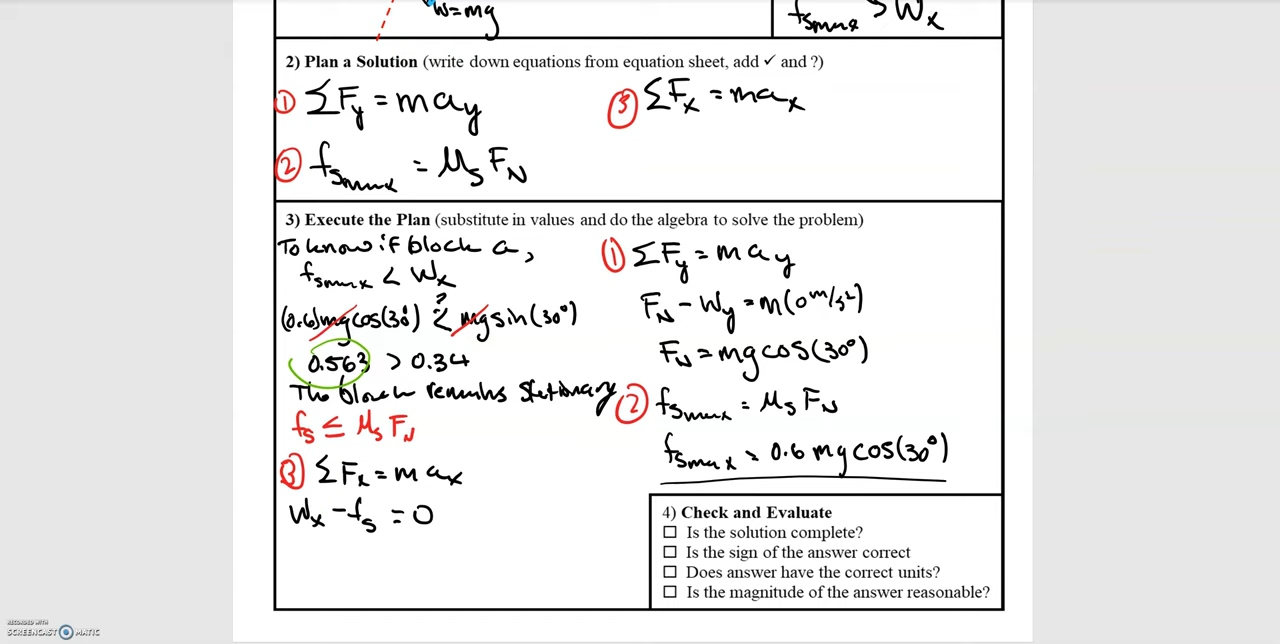 W=mg
fsmax > Wx
2) Plan a Solution (write down equations from equation sheet, add ✓ and ?)
① ΣFy = may
③ ΣFx = max
② fsmax = μs FN
3) Execute the Plan (substitute in values and do the algebra to solve the problem)
To know if block a,
fsmax < Wx
(0.6)mg cos(30°) <? mg sin(30°)
0.563 > 0.34
The block remains stationary
fs ≤ μs FN
③ ΣFx = max
Wx - fs = 0
① ΣFy = may
FN - Wy = m(0 m/s²)
FN = mg cos(30°)
② fsmax = μs FN
fsmax = 0.6 mg cos(30°)
4) Check and Evaluate
☐ Is the solution complete?
☐ Is the sign of the answer correct
☐ Does answer have the correct units?
☐ Is the magnitude of the answer reasonable?
RECORDED WITH
SCREENCAST MATIC